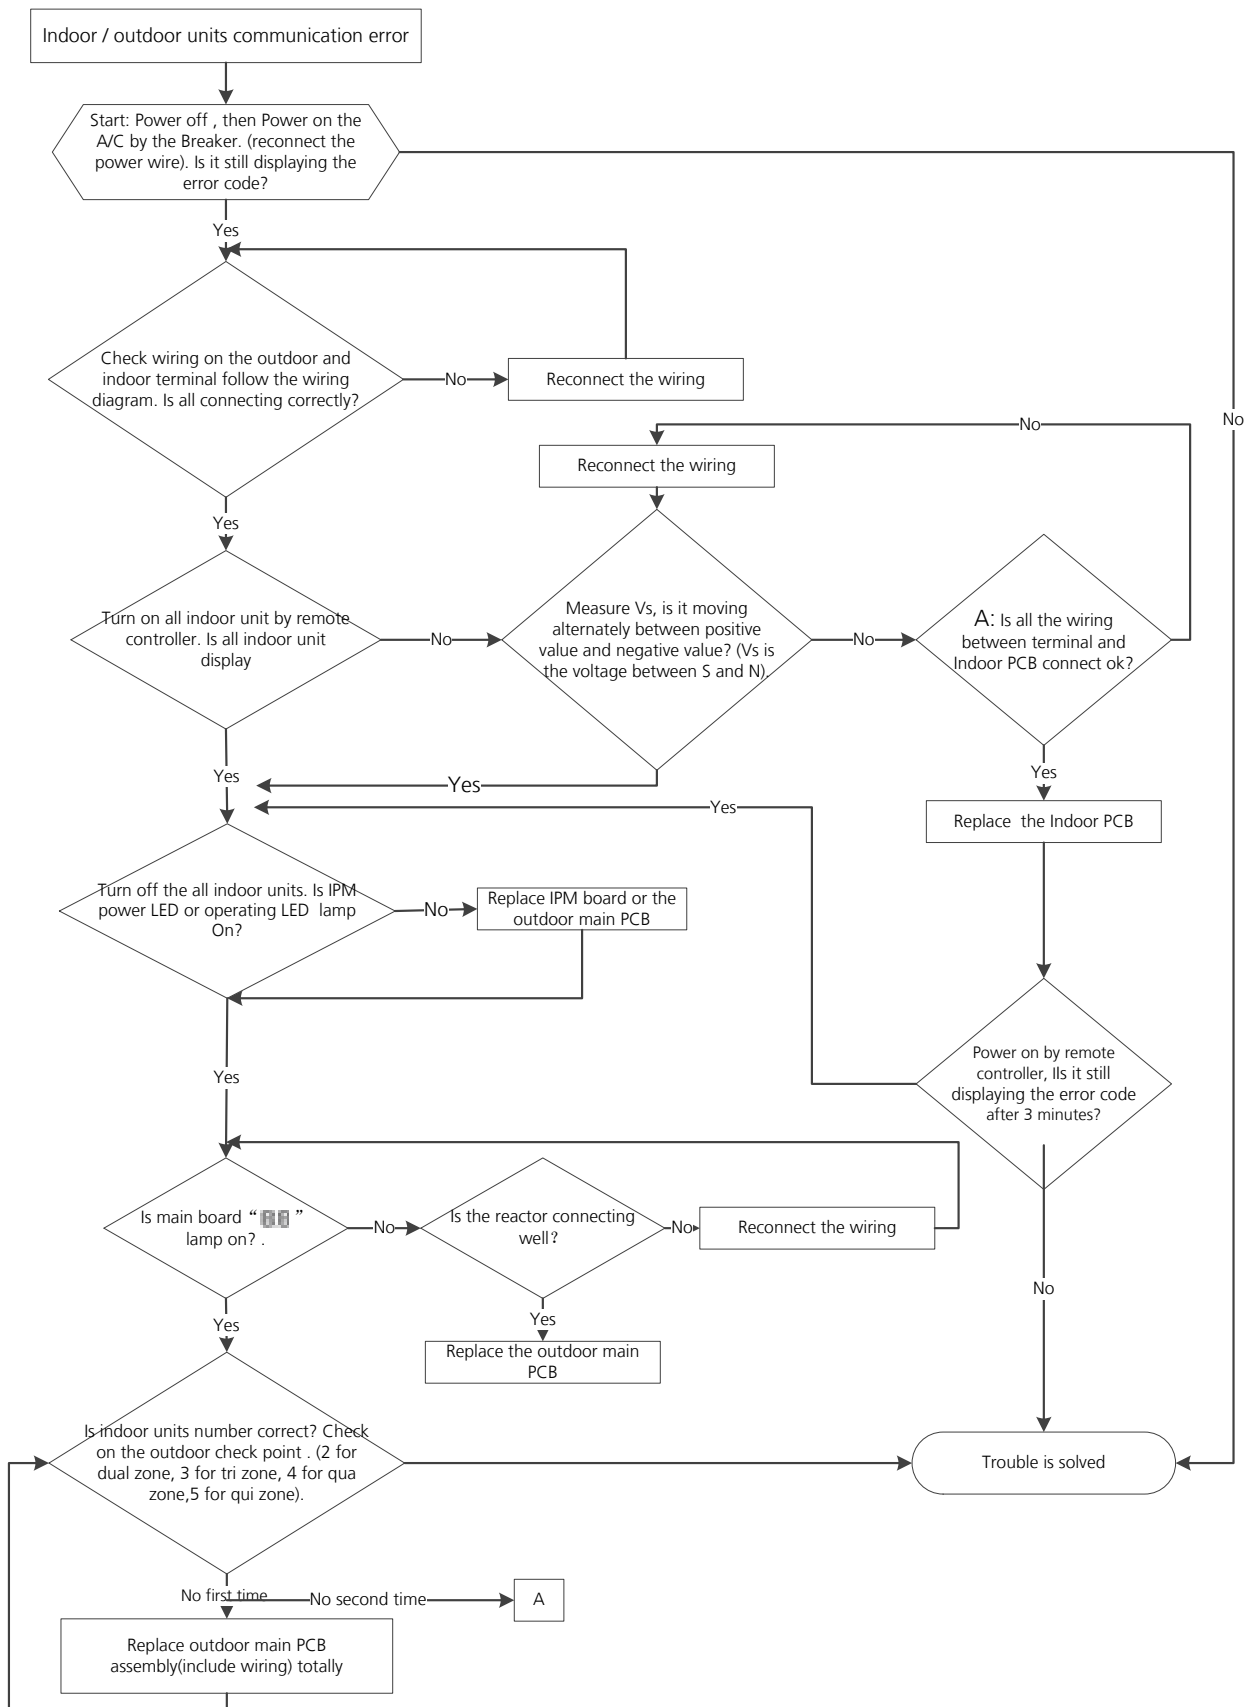 Indoor / outdoor units communication error
Start: Power off , then Power on the
A/C by the Breaker. (reconnect the
power wire). Is it still displaying the
error code?
Yes
No
Check wiring on the outdoor and
indoor terminal follow the wiring
diagram. Is all connecting correctly?
No
Reconnect the wiring
Yes
No
Reconnect the wiring
Turn on all indoor unit by remote
controller. Is all indoor unit
display
No
Measure Vs, is it moving
alternately between positive
value and negative value? (Vs is
the voltage between S and N).
No
A: Is all the wiring
between terminal and
Indoor PCB connect ok?
Yes
Yes
Yes
Yes
Replace the Indoor PCB
Turn off the all indoor units. Is IPM
power LED or operating LED lamp
On?
No
Replace IPM board or the
outdoor main PCB
Yes
Power on by remote
controller, IIs it still
displaying the error code
after 3 minutes?
No
Is main board “ ”
lamp on? .
No
Is the reactor connecting
well?
No
Reconnect the wiring
Yes
Yes
Replace the outdoor main
PCB
Is indoor units number correct? Check
on the outdoor check point . (2 for
dual zone, 3 for tri zone, 4 for qua
zone,5 for qui zone).
Trouble is solved
No first time
No second time
A
Replace outdoor main PCB
assembly(include wiring) totally